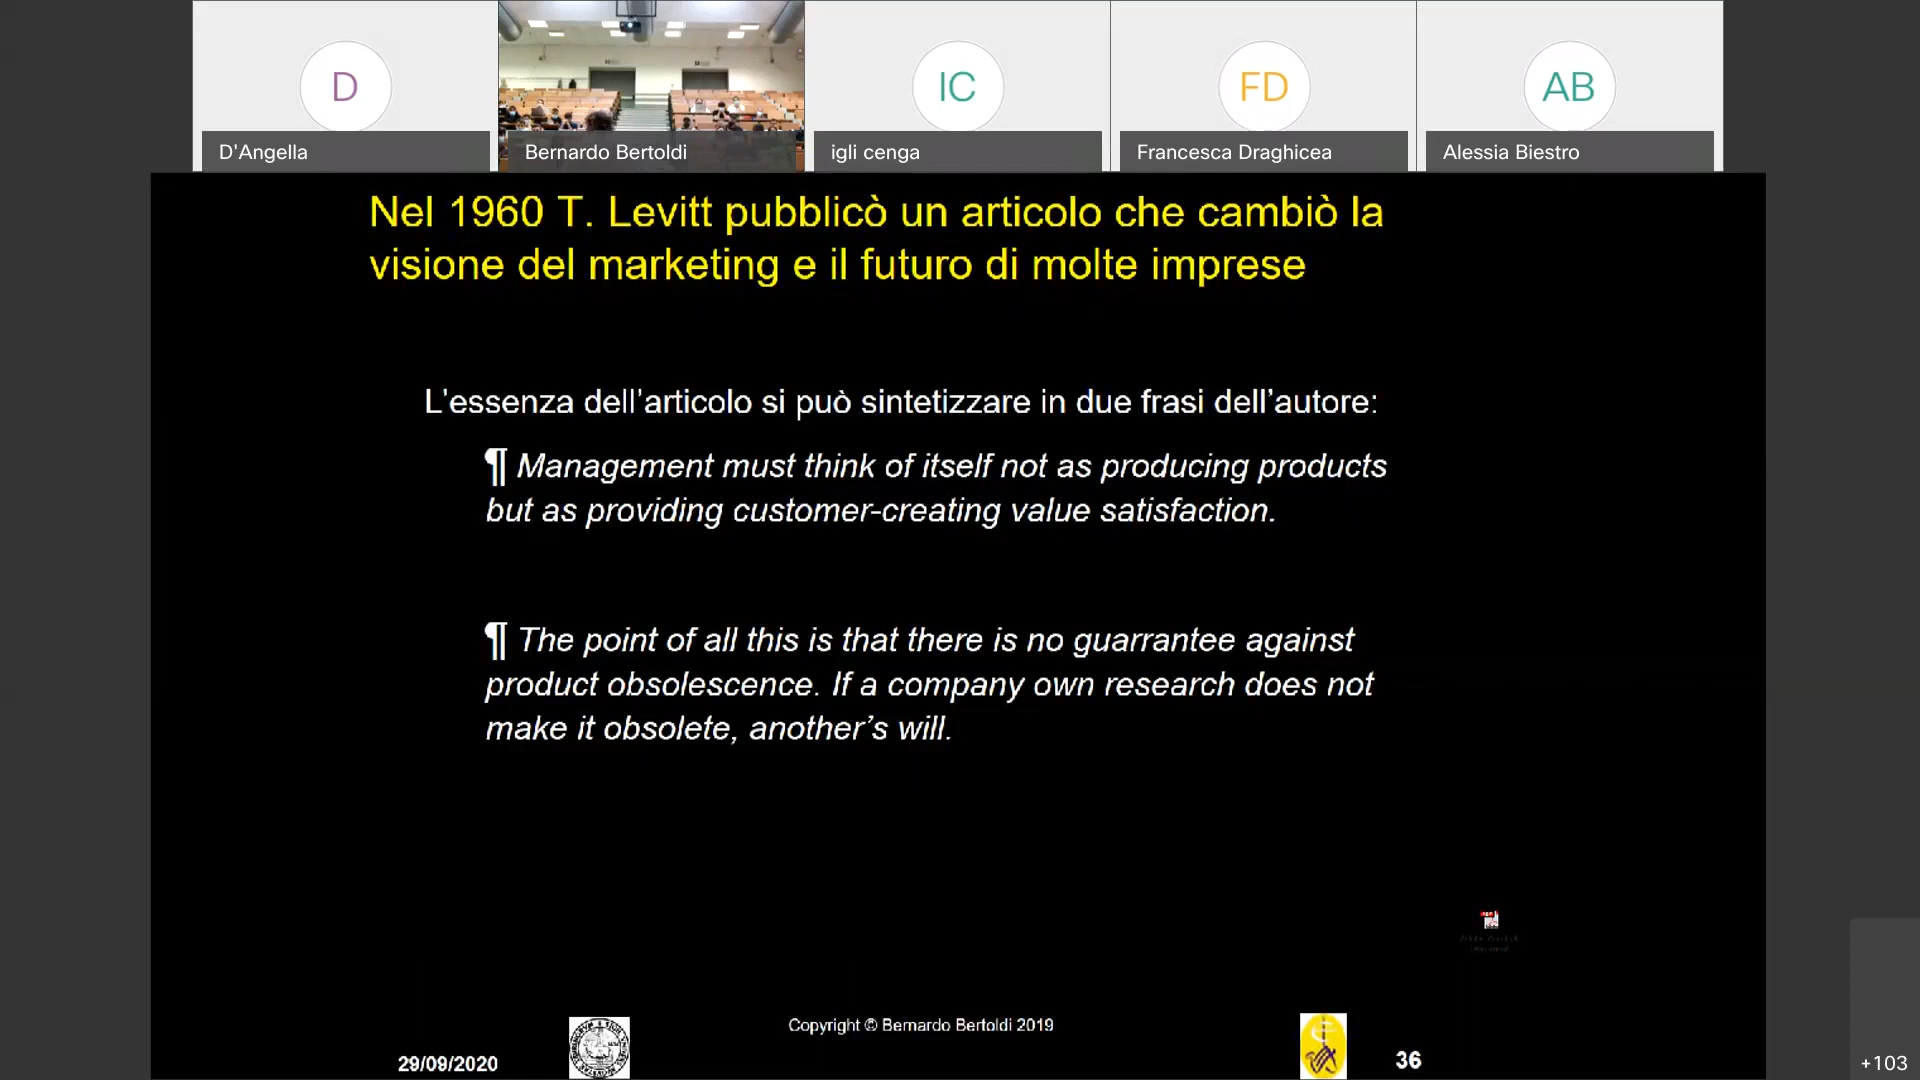 D
IC
FD
AB
D'Angella
Bernardo Bertoldi
igli cenga
Francesca Draghicea
Alessia Biestro
Nel 1960 T. Levitt pubblicò un articolo che cambiò la
visione del marketing e il futuro di molte imprese
L’essenza dell’articolo si può sintetizzare in due frasi dell’autore:
¶ Management must think of itself not as producing products
but as providing customer-creating value satisfaction.
¶ The point of all this is that there is no guarrantee against
product obsolescence. If a company own research does not
make it obsolete, another’s will.
Copyright © Bernardo Bertoldi 2019
29/09/2020
36
+103